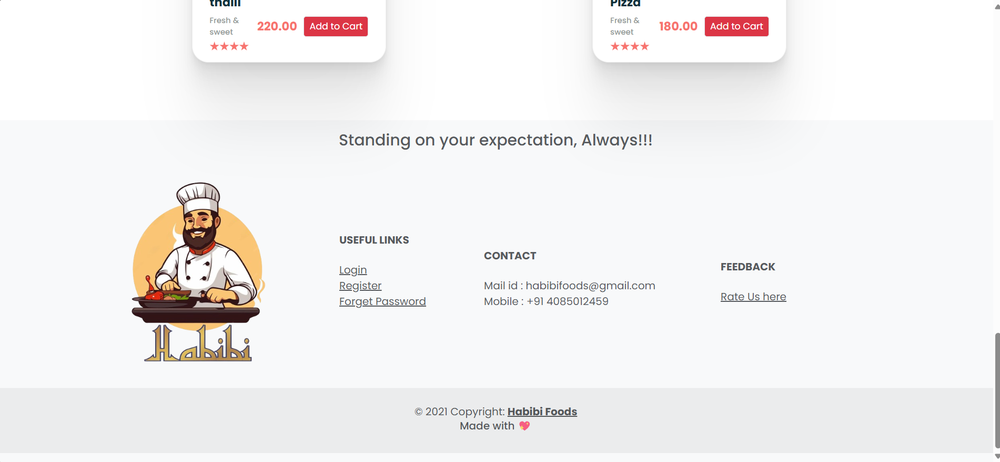 thalii
Fresh &
sweet
220.00
Add to Cart
★★★★
Pizza
Fresh &
sweet
180.00
Add to Cart
★★★★
Standing on your expectation, Always!!!
Habibi
USEFUL LINKS
Login
Register
Forget Password
CONTACT
Mail id : habibifoods@gmail.com
Mobile : +91 4085012459
FEEDBACK
Rate Us here
© 2021 Copyright: Habibi Foods
Made with 💖